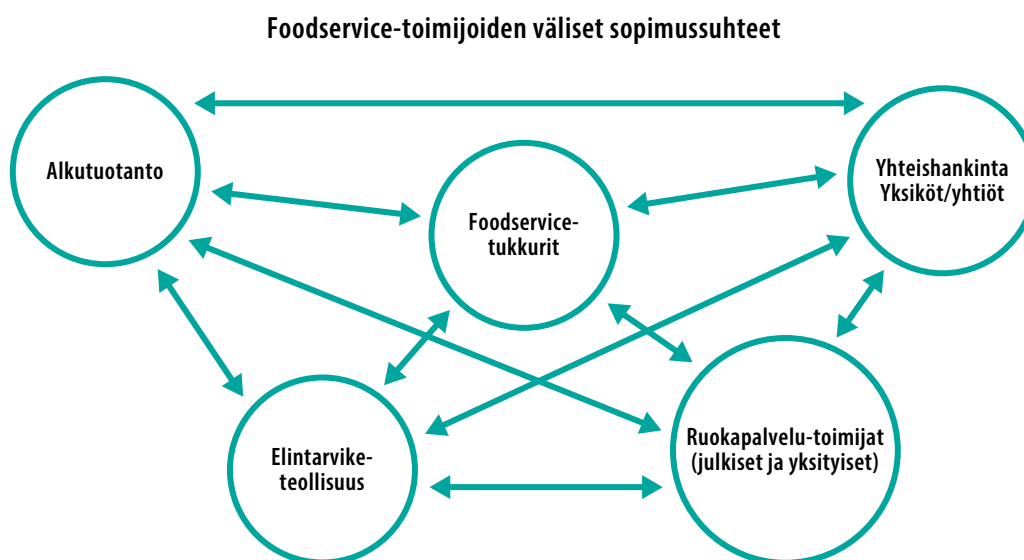 Foodservice-toimijoiden väliset sopimussuhteet
Alkutuotanto
Foodservice-
tukkurit
Yhteishankinta
Yksiköt/yhtiöt
Elintarvike-
teollisuus
Ruokapalvelu-toimijat
(julkiset ja yksityiset)